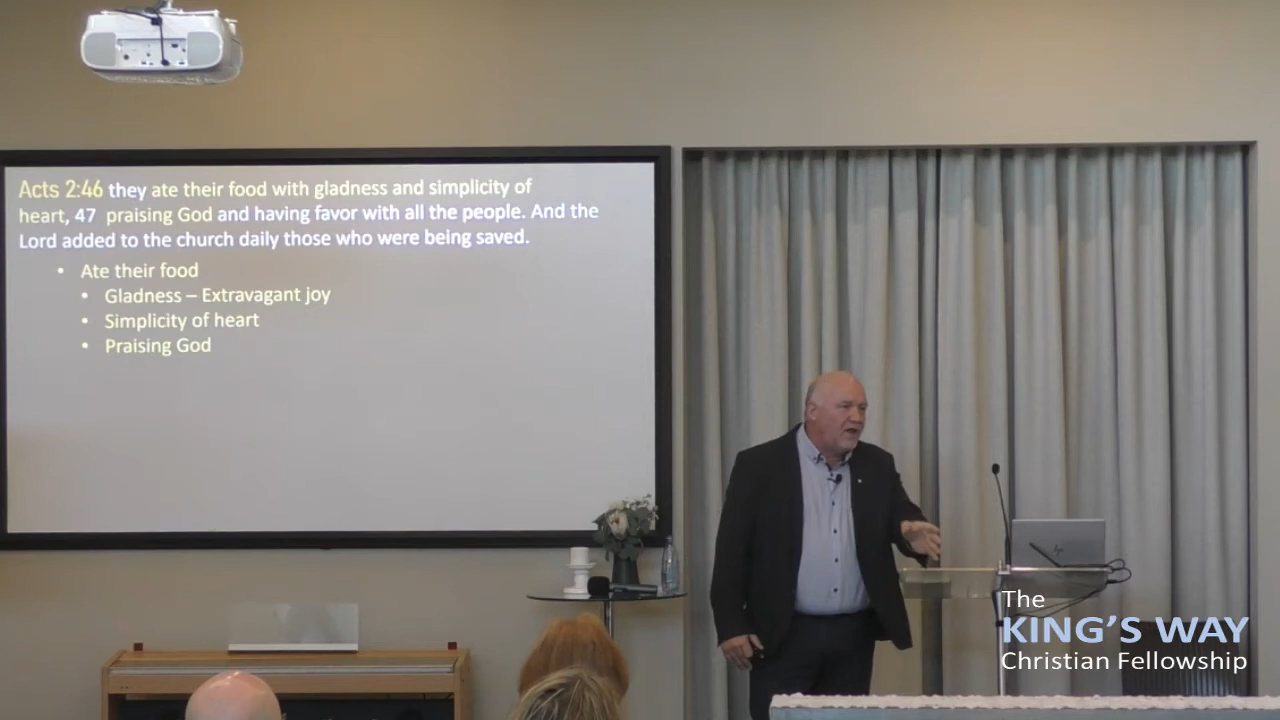 Acts 2:46 they ate their food with gladness and simplicity of
heart, 47 praising God and having favor with all the people. And the
Lord added to the church daily those who were being saved.
• Ate their food
• Gladness – Extravagant joy
• Simplicity of heart
• Praising God
hp
The
KING'S WAY
Christian Fellowship